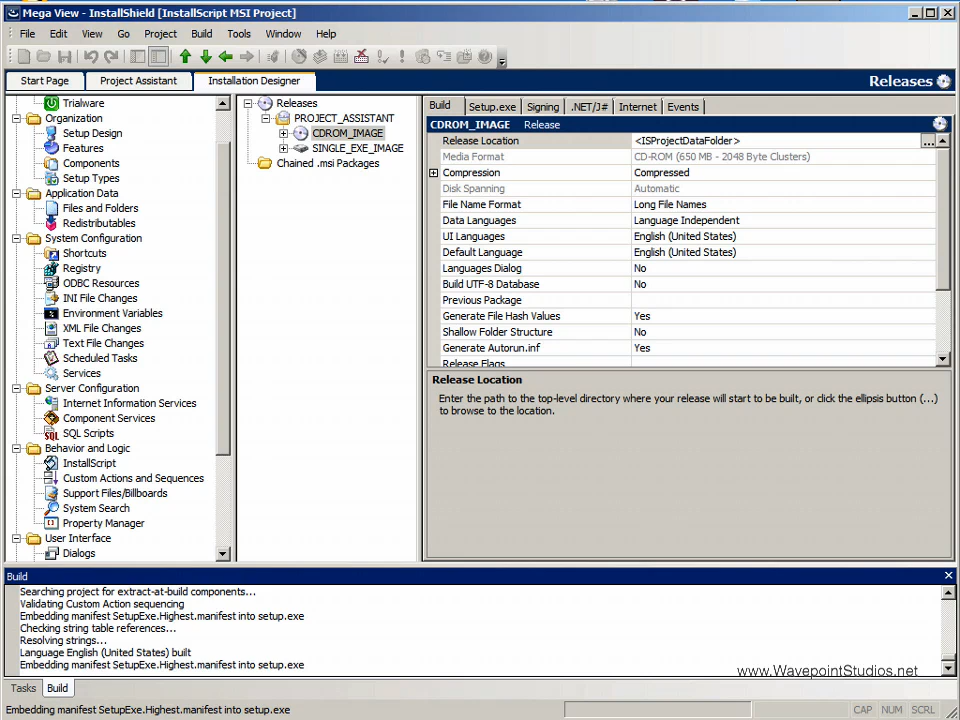 Mega View - InstallShield [InstallScript MSI Project]
File Edit View Go Project Build Tools Window Help
Start Page Project Assistant Installation Designer Releases
Trialware
Organization
Setup Design
Features
Components
Setup Types
Application Data
Files and Folders
Redistributables
System Configuration
Shortcuts
Registry
ODBC Resources
INI File Changes
Environment Variables
XML File Changes
Text File Changes
Scheduled Tasks
Services
Server Configuration
Internet Information Services
Component Services
SQL Scripts
Behavior and Logic
InstallScript
Custom Actions and Sequences
Support Files/Billboards
System Search
Property Manager
User Interface
Dialogs
Releases
PROJECT_ASSISTANT
CDROM_IMAGE
SINGLE_EXE_IMAGE
Chained .msi Packages
Build Setup.exe Signing .NET/J# Internet Events
CDROM_IMAGE Release
Release Location <ISProjectDataFolder> ...
Media Format CD-ROM (650 MB - 2048 Byte Clusters)
Compression Compressed
Disk Spanning Automatic
File Name Format Long File Names
Data Languages Language Independent
UI Languages English (United States)
Default Language English (United States)
Languages Dialog No
Build UTF-8 Database No
Previous Package
Generate File Hash Values Yes
Shallow Folder Structure No
Generate Autorun.inf Yes
Release Flags
Release Location
Enter the path to the top-level directory where your release will start to be built, or click the ellipsis button (...)
to browse to the location.
Build
Searching project for extract-at-build components...
Validating Custom Action sequencing
Embedding manifest SetupExe.Highest.manifest into setup.exe
Checking string table references...
Resolving strings...
Language English (United States) built
Embedding manifest SetupExe.Highest.manifest into setup.exe
www.WavepointStudios.net
Tasks Build
Embedding manifest SetupExe.Highest.manifest into setup.exe CAP NUM SCRL